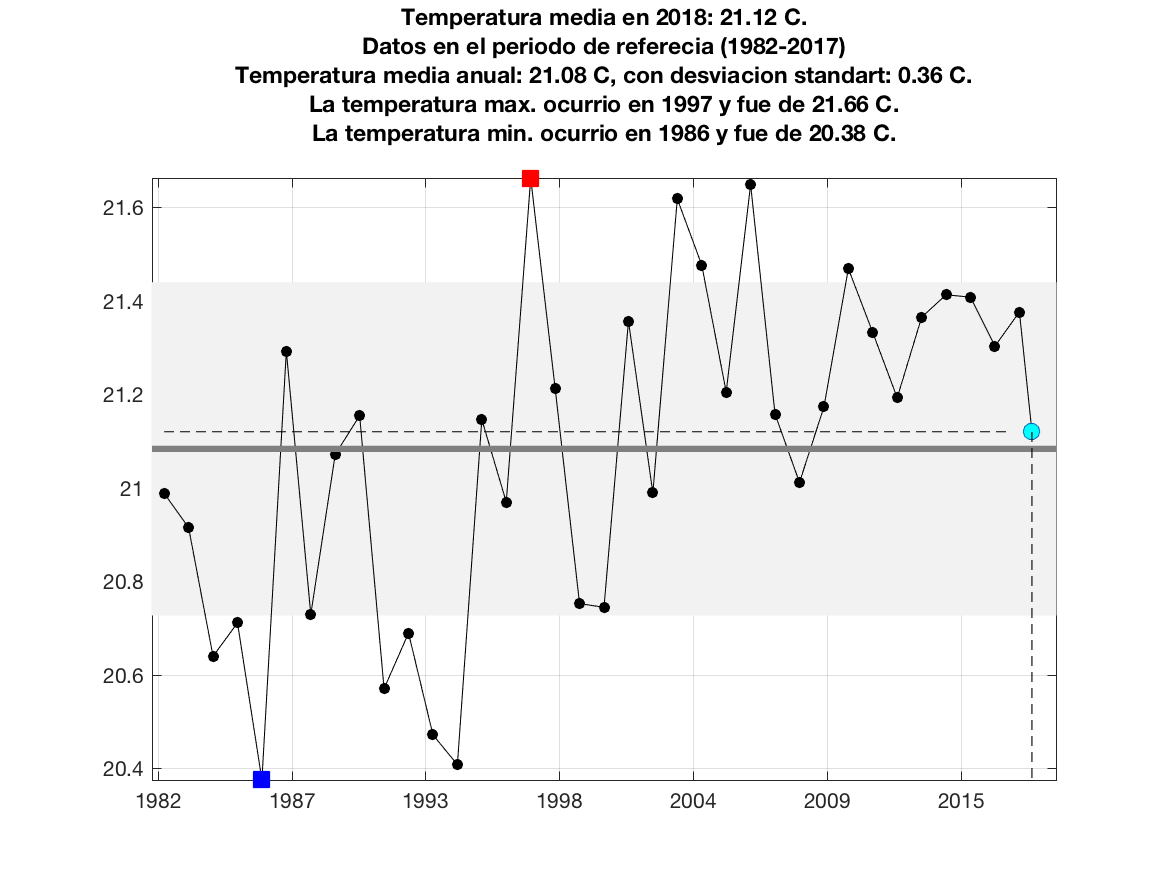 Temperatura media en 2018: 21.12 C.
Datos en el periodo de referecia (1982-2017)
Temperatura media anual: 21.08 C, con desviacion standart: 0.36 C.
La temperatura max. ocurrio en 1997 y fue de 21.66 C.
La temperatura min. ocurrio en 1986 y fue de 20.38 C.
21.6
21.4
21.2
21
20.8
20.6
20.4
1982 1987 1993 1998 2004 2009 2015